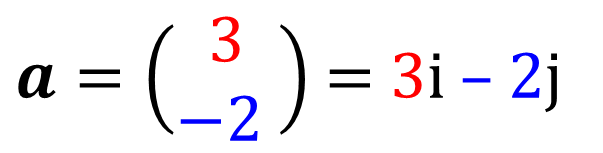 a = (3
−2) = 3i – 2j